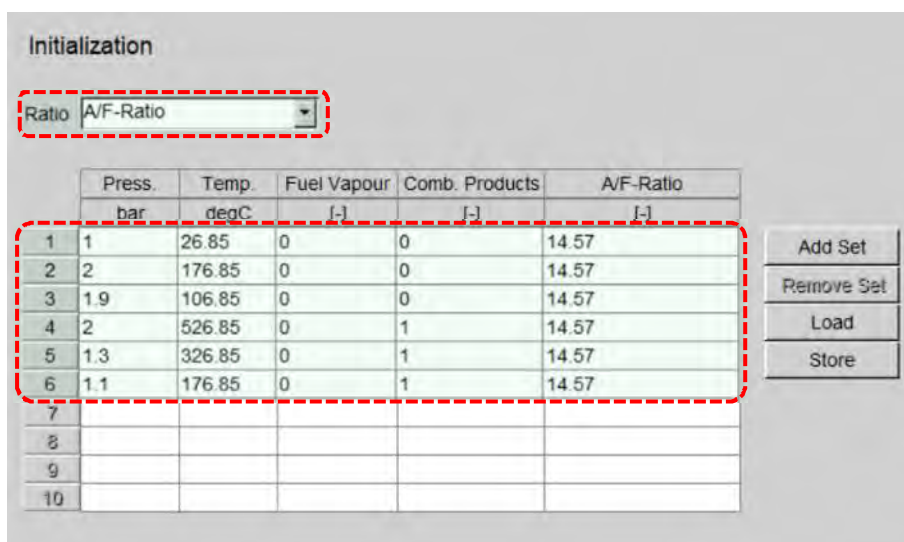 Initialization
Ratio A/F-Ratio
Press. Temp. Fuel Vapour Comb. Products A/F-Ratio
bar degC [-] [-] [-]
1 1 26.85 0 0 14.57 Add Set
2 2 176.85 0 0 14.57
3 1.9 106.85 0 0 14.57 Remove Set
4 2 526.85 0 1 14.57 Load
5 1.3 326.85 0 1 14.57 Store
6 1.1 176.85 0 1 14.57
7
8
9
10